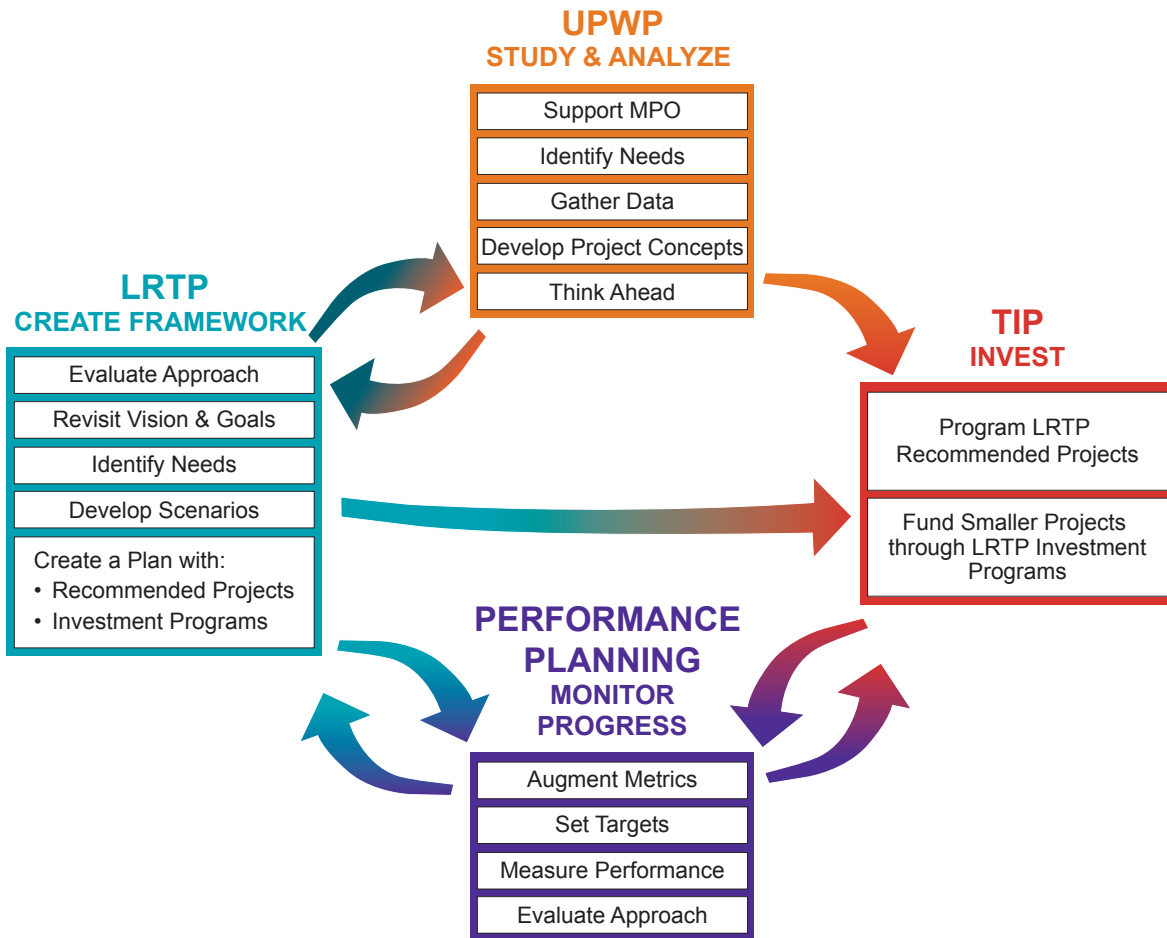 UPWP
STUDY & ANALYZE
Support MPO
Identify Needs
Gather Data
Develop Project Concepts
Think Ahead
LRTP
CREATE FRAMEWORK
Evaluate Approach
Revisit Vision & Goals
Identify Needs
Develop Scenarios
Create a Plan with:
• Recommended Projects
• Investment Programs
TIP
INVEST
Program LRTP
Recommended Projects
Fund Smaller Projects
through LRTP Investment
Programs
PERFORMANCE
PLANNING
MONITOR
PROGRESS
Augment Metrics
Set Targets
Measure Performance
Evaluate Approach